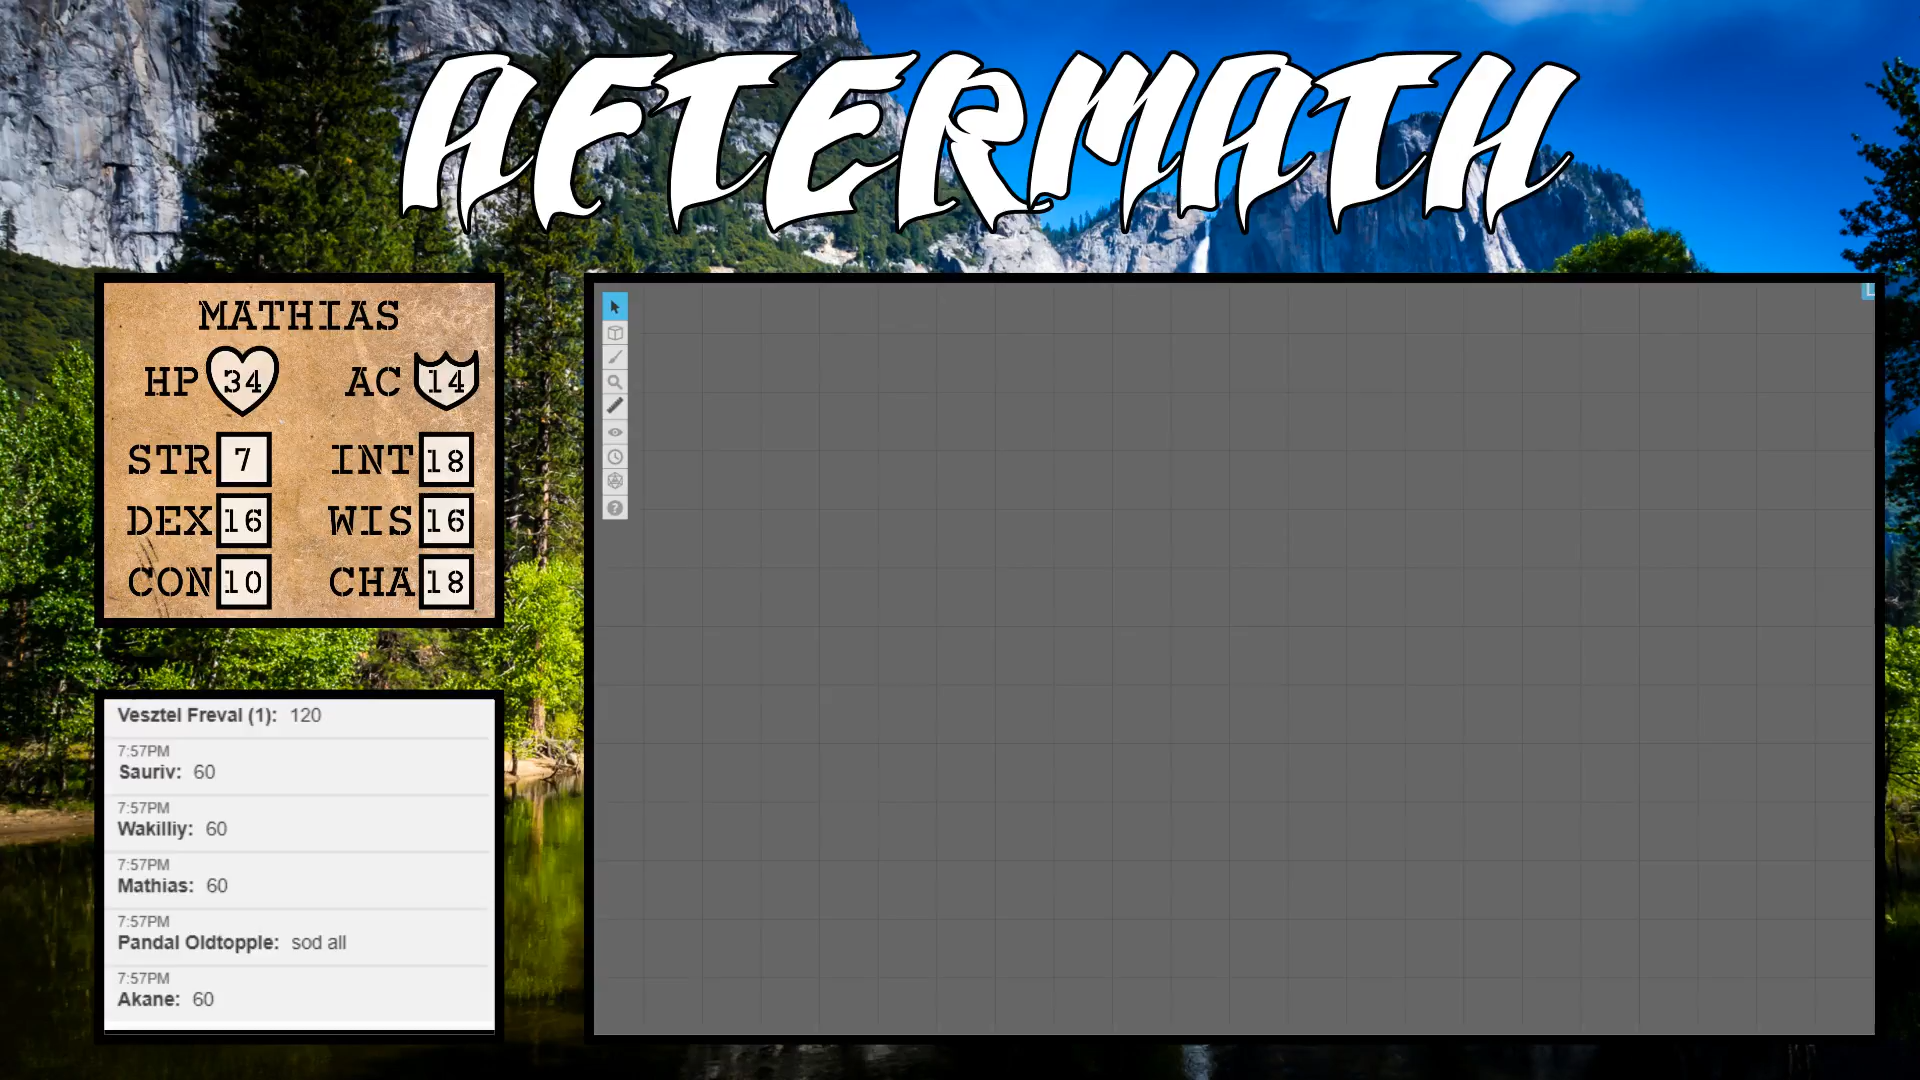 AFTERMATH
MATHIAS
HP 34 AC 14
STR 7 INT 18
DEX 16 WIS 16
CON 10 CHA 18
Vesztel Freval (1): 120
7:57PM
Sauriv: 60
7:57PM
Wakilliy: 60
7:57PM
Mathias: 60
7:57PM
Pandal Oldtopple: sod all
7:57PM
Akane: 60